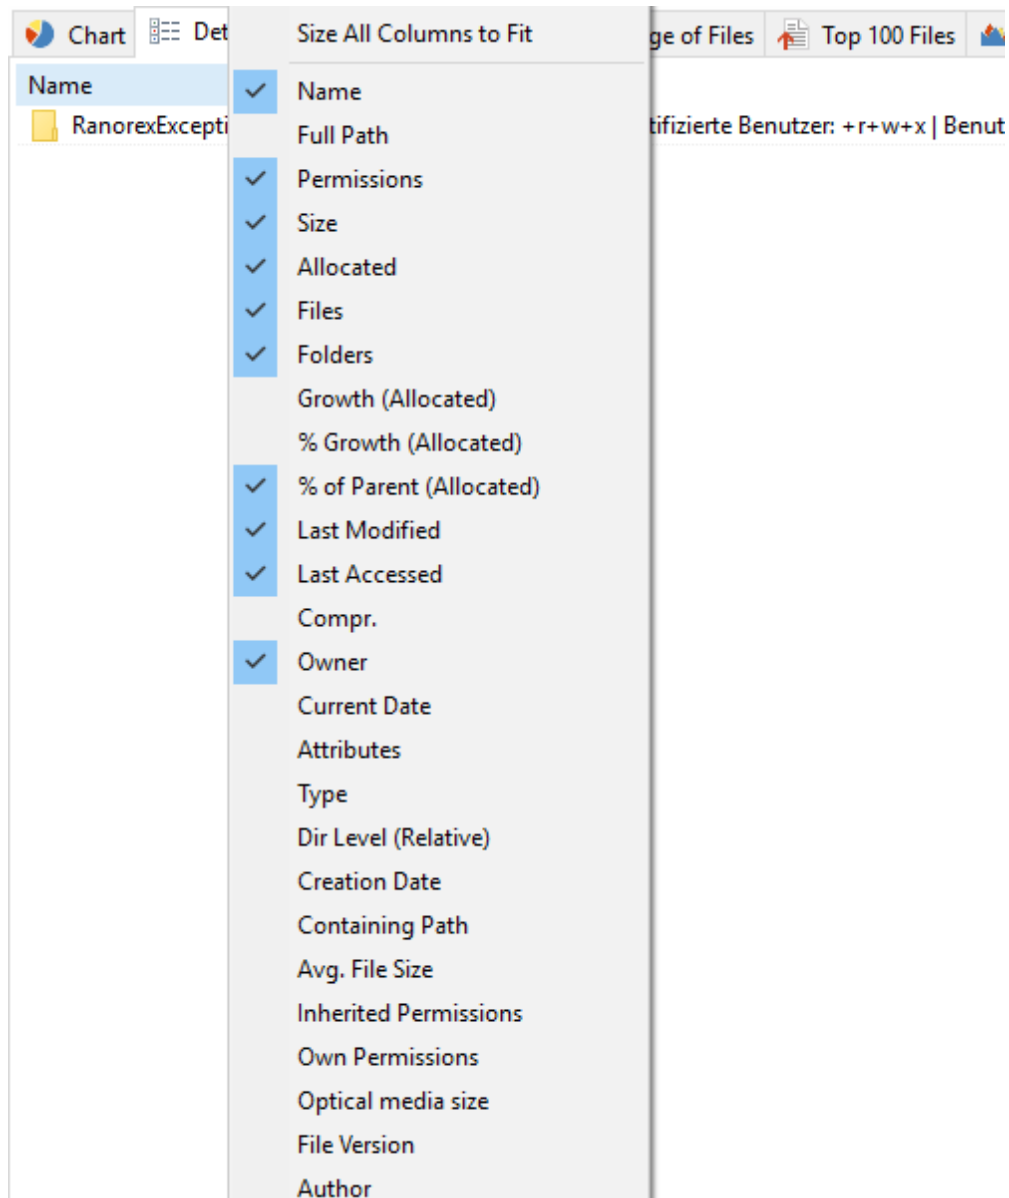 Chart Det Size All Columns to Fit ge of Files Top 100 Files
Name
Name
RanorexExcepti tifizierte Benutzer: +r+w+x | Benut
Full Path
Permissions
Size
Allocated
Files
Folders
Growth (Allocated)
% Growth (Allocated)
% of Parent (Allocated)
Last Modified
Last Accessed
Compr.
Owner
Current Date
Attributes
Type
Dir Level (Relative)
Creation Date
Containing Path
Avg. File Size
Inherited Permissions
Own Permissions
Optical media size
File Version
Author